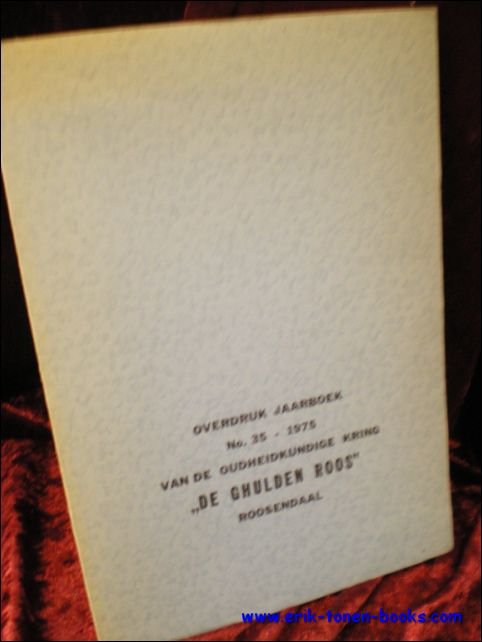 OVERDRUK JAARBOEK
No. 35 - 1975
VAN DE OUDHEIDKUNDIGE KRING
„DE GHULDEN ROOS”
ROOSENDAAL
www.erik-tonen-books.com